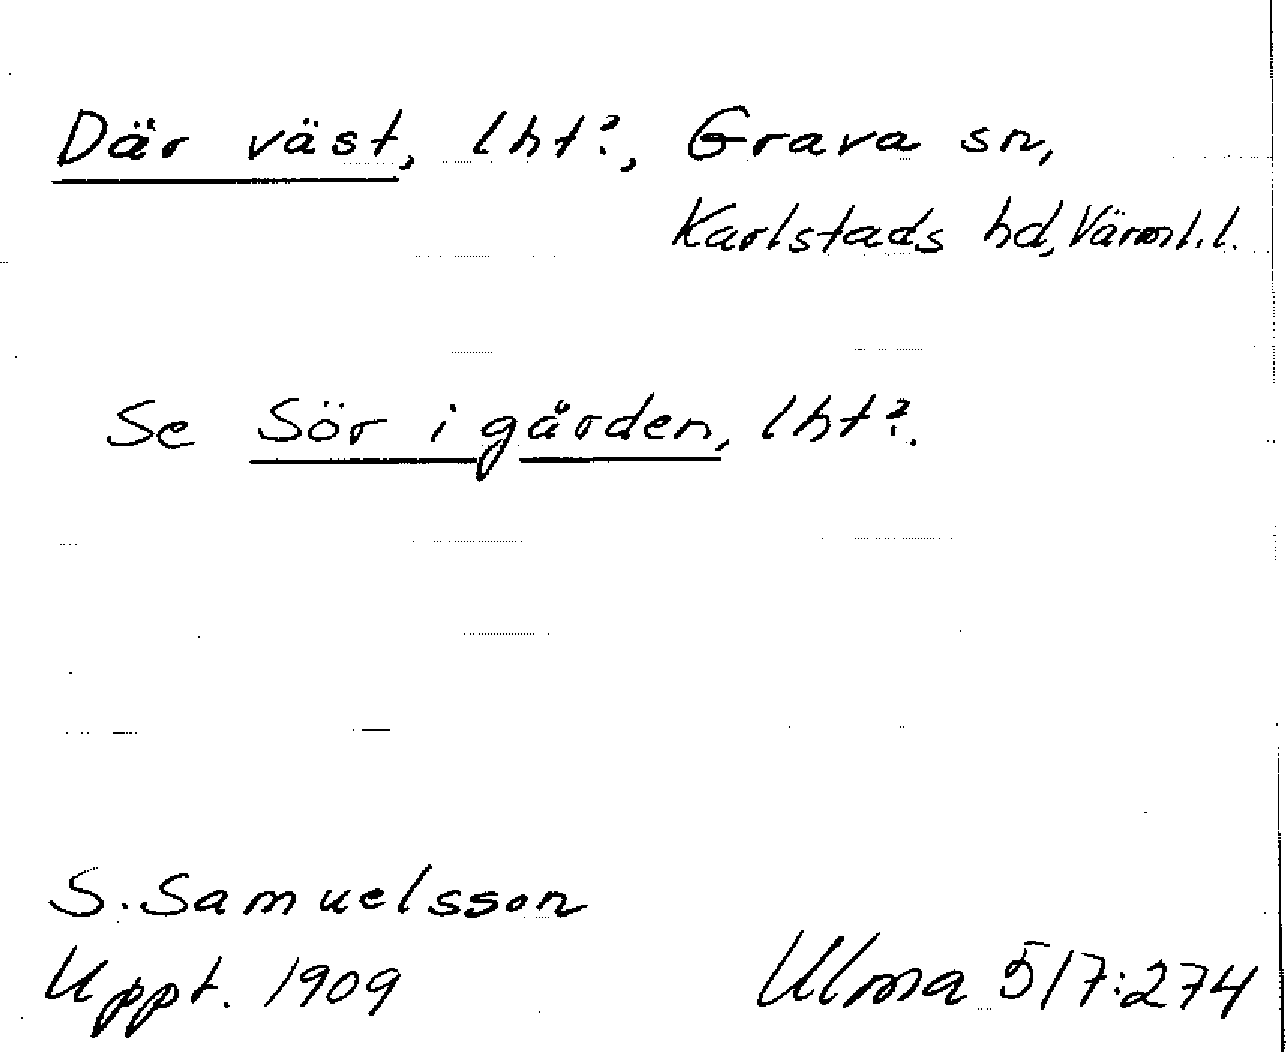 Där väst, lht?, Grava sn,
Karlstads hd, Värml. l.
Se Sör i gården, lht?.
S. Samuelsson
Uppt. 1909
Ulma 517:274